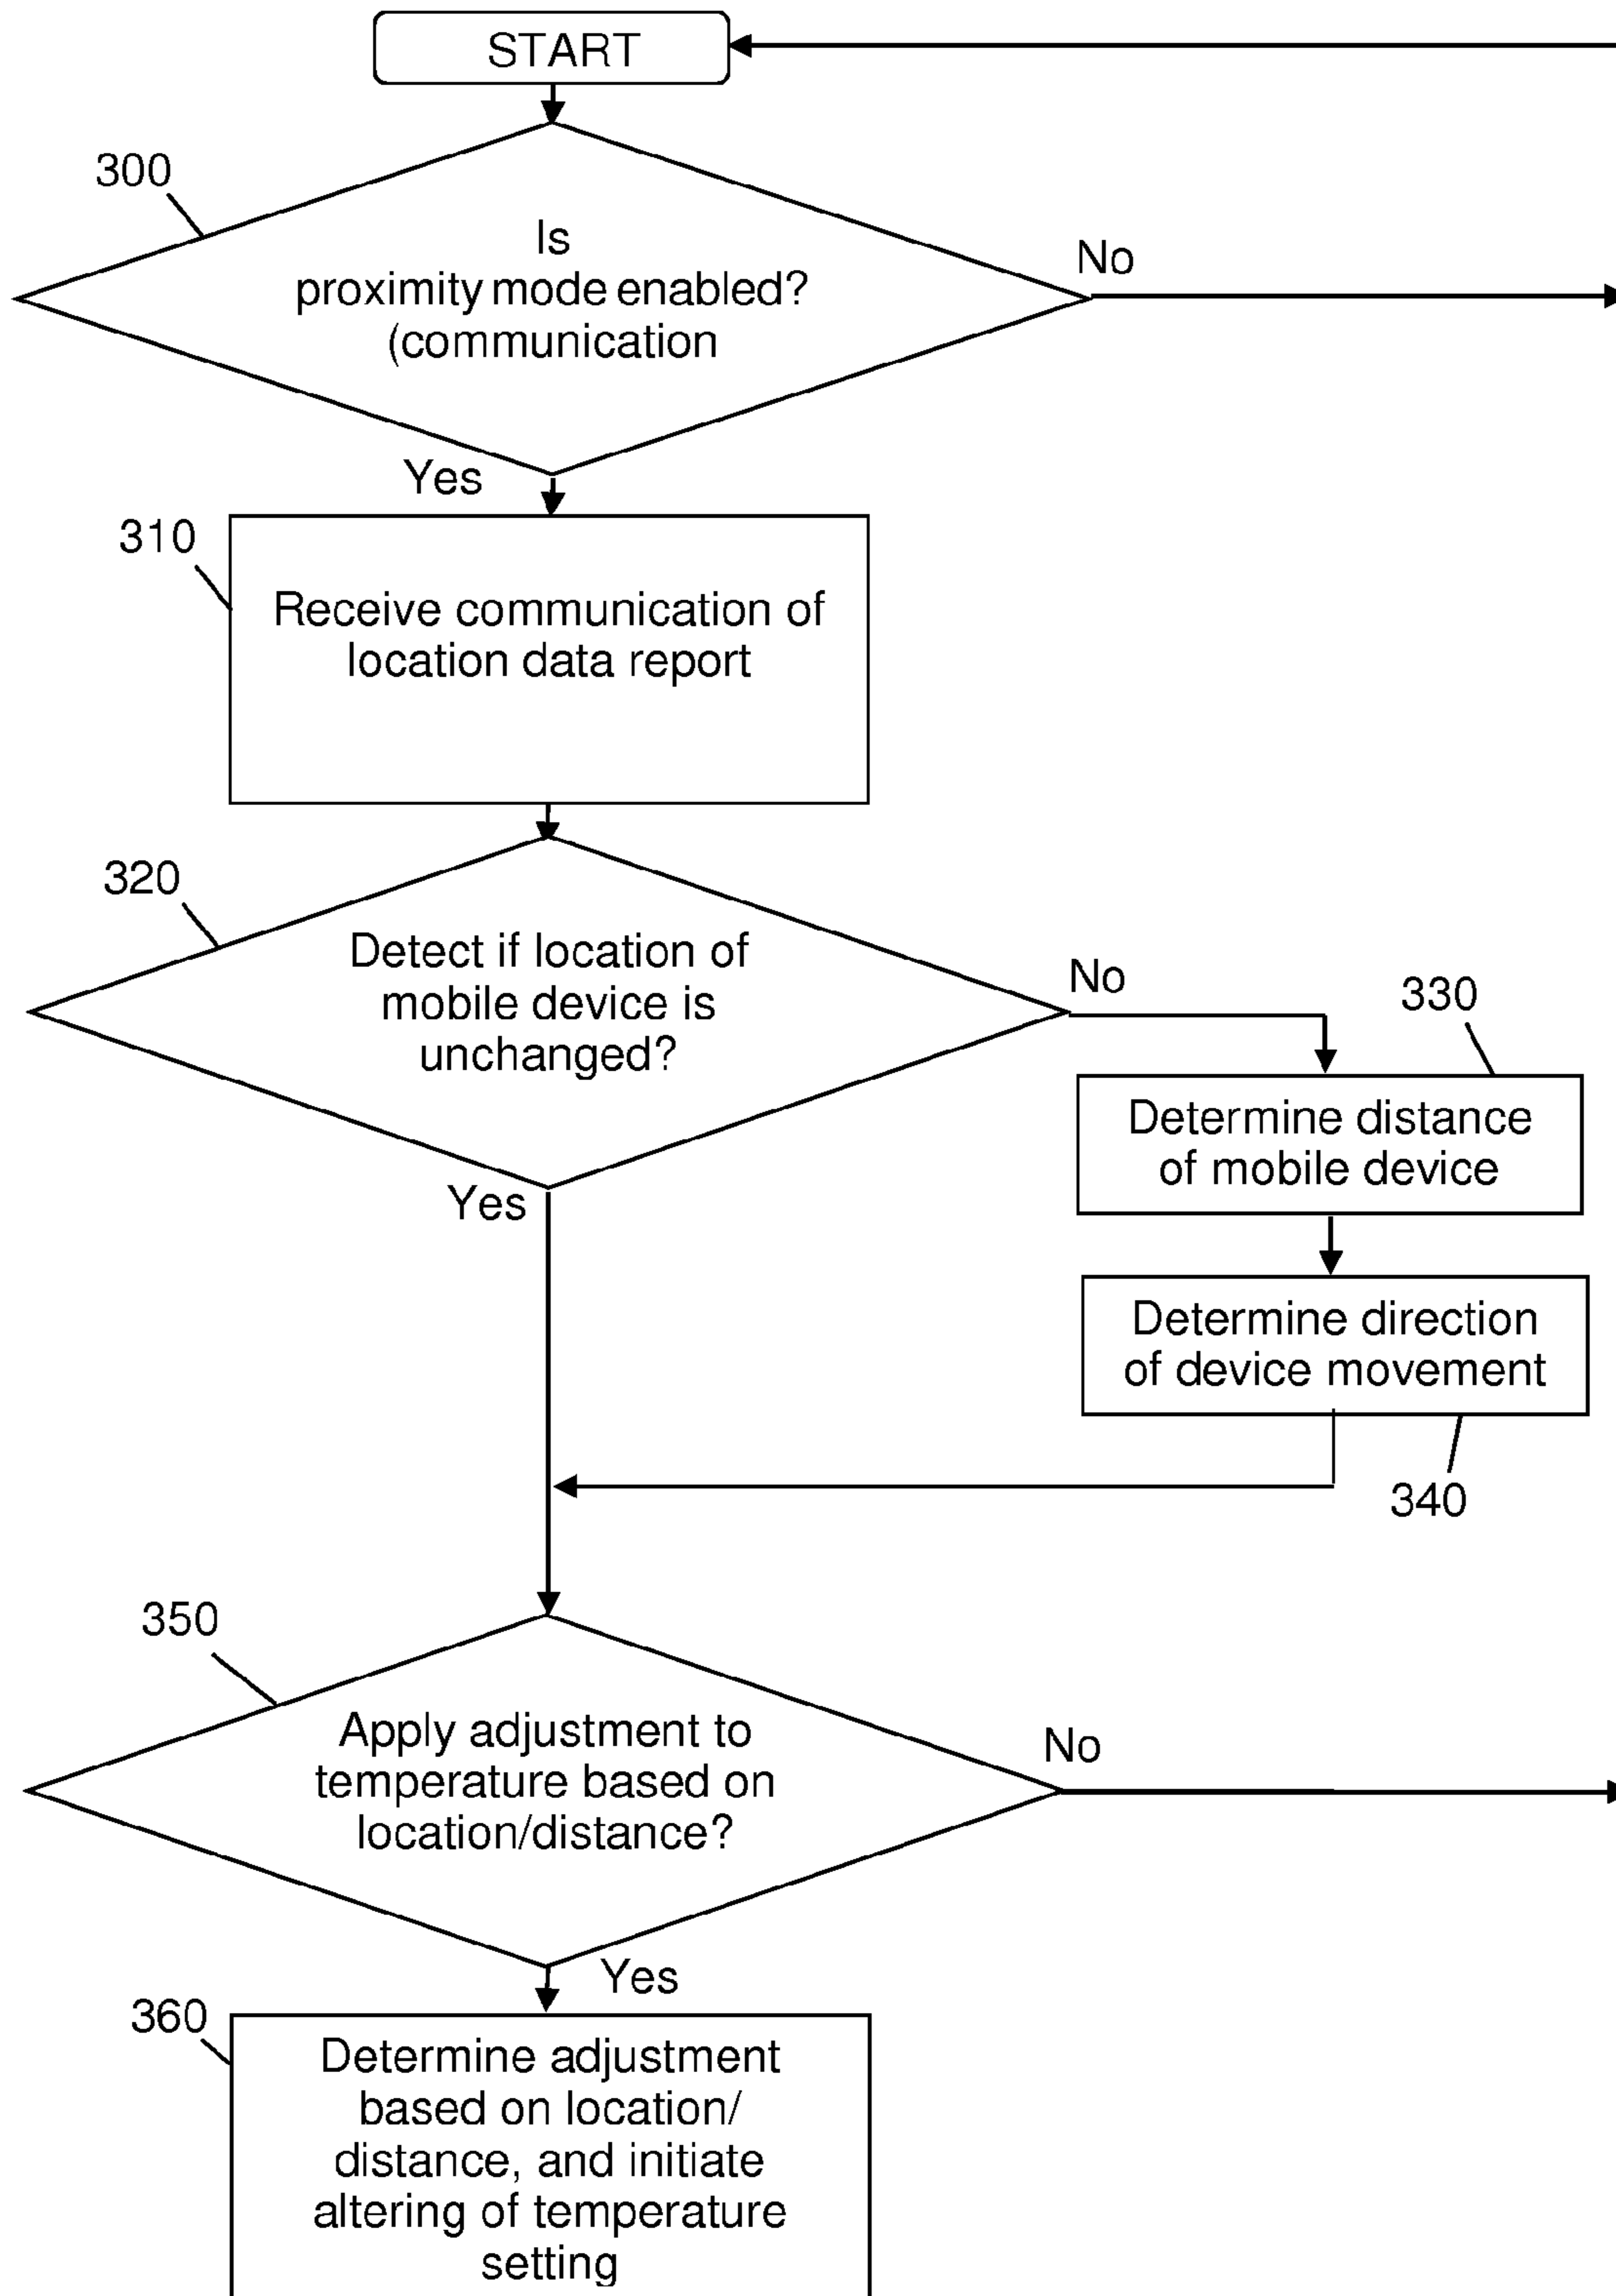 START
300
Is
proximity mode enabled?
(communication
No
Yes
310
Receive communication of
location data report
320
Detect if location of
mobile device is
unchanged?
No
330
Determine distance
of mobile device
Yes
Determine direction
of device movement
340
350
Apply adjustment to
temperature based on
location/distance?
No
Yes
360
Determine adjustment
based on location/
distance, and initiate
altering of temperature
setting